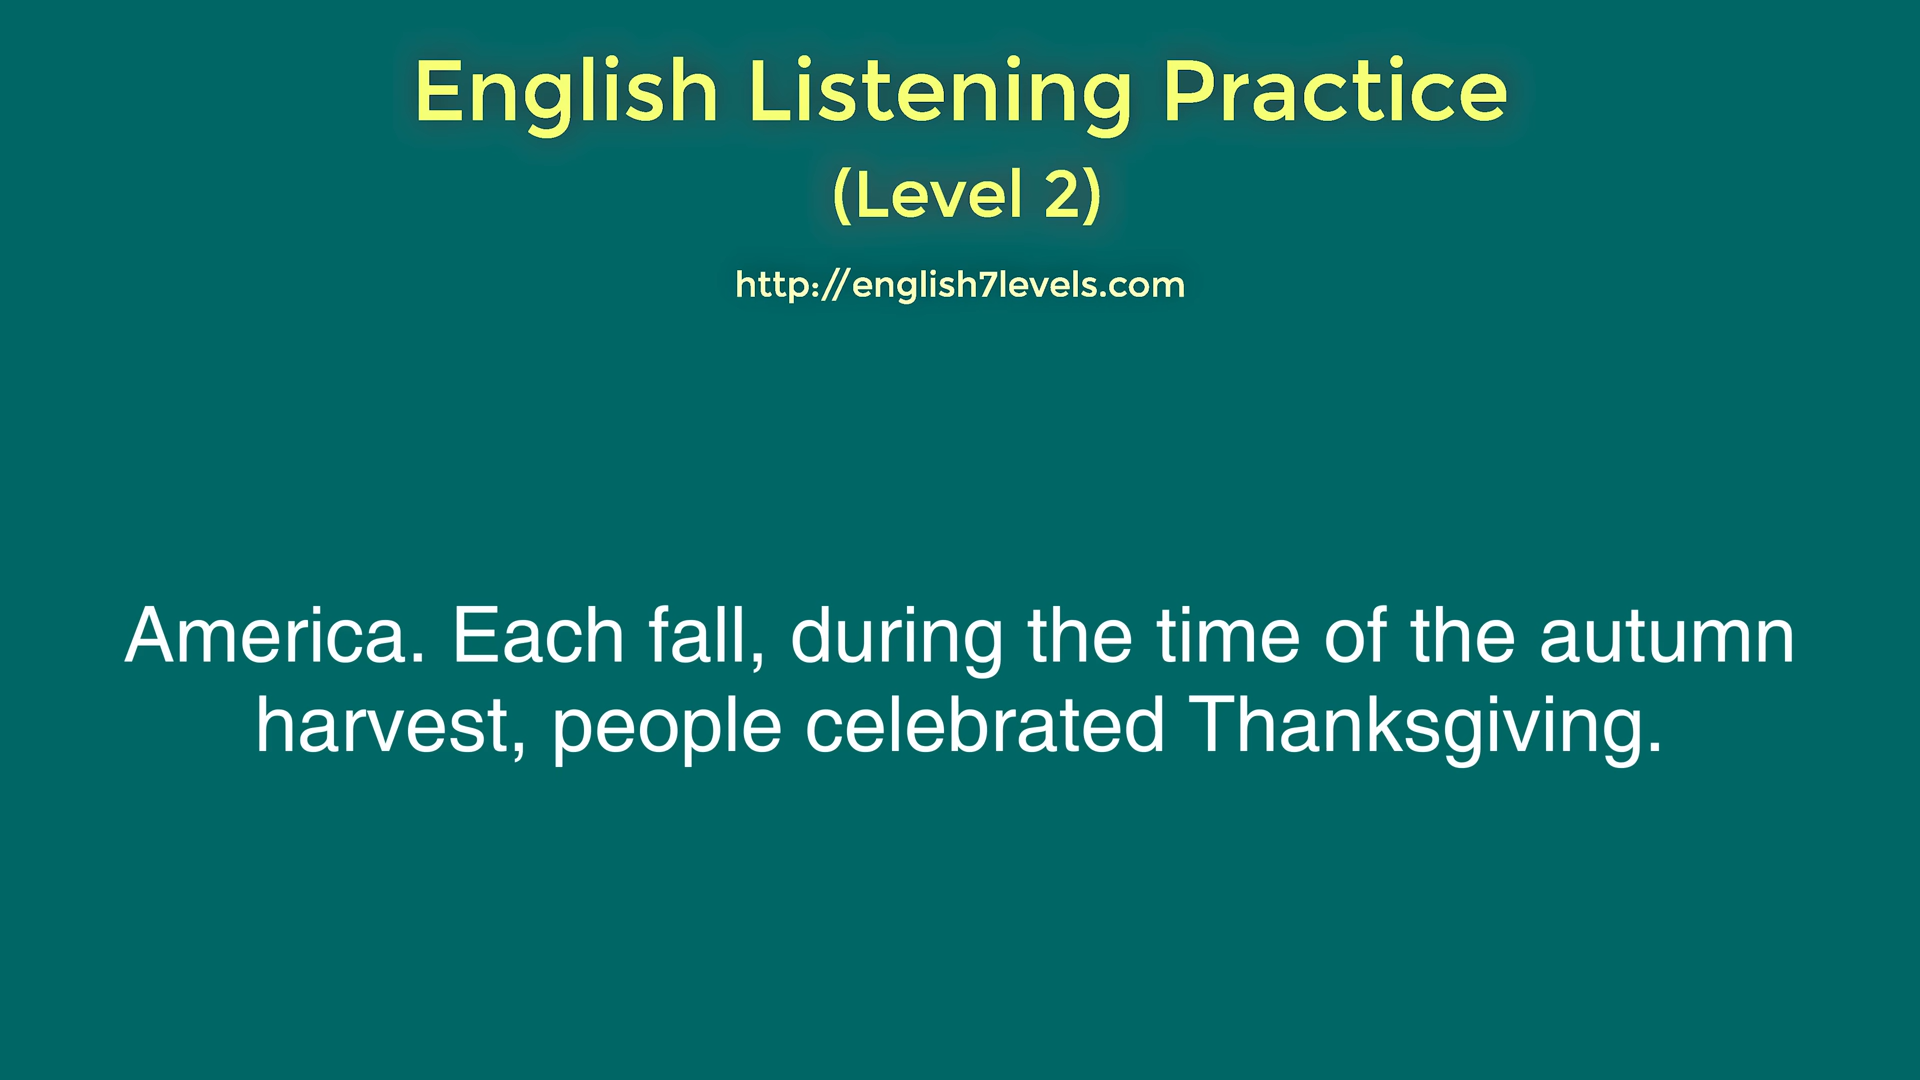 English Listening Practice
(Level 2)
http://english7levels.com
America. Each fall, during the time of the autumn
harvest, people celebrated Thanksgiving.